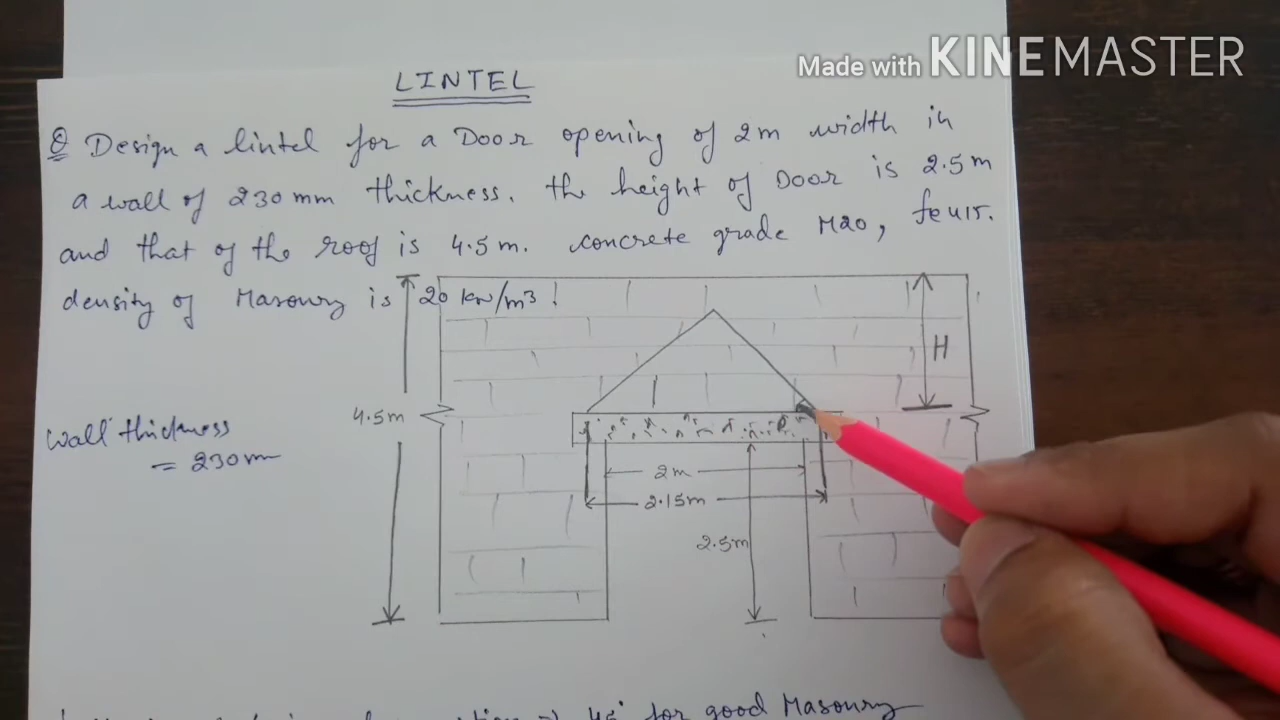 Made with KINEMASTER
LINTEL
Q Design a lintel for a Door opening of 2m width in
a wall of 230mm thickness. the height of Door is 2.5m
and that of the roof is 4.5m. concrete grade M20, fe415.
density of Masonry is 20 kN/m³.
H
4.5m
wall thickness
= 230m
2m
2.15m
2.5m
45° for good Masonry